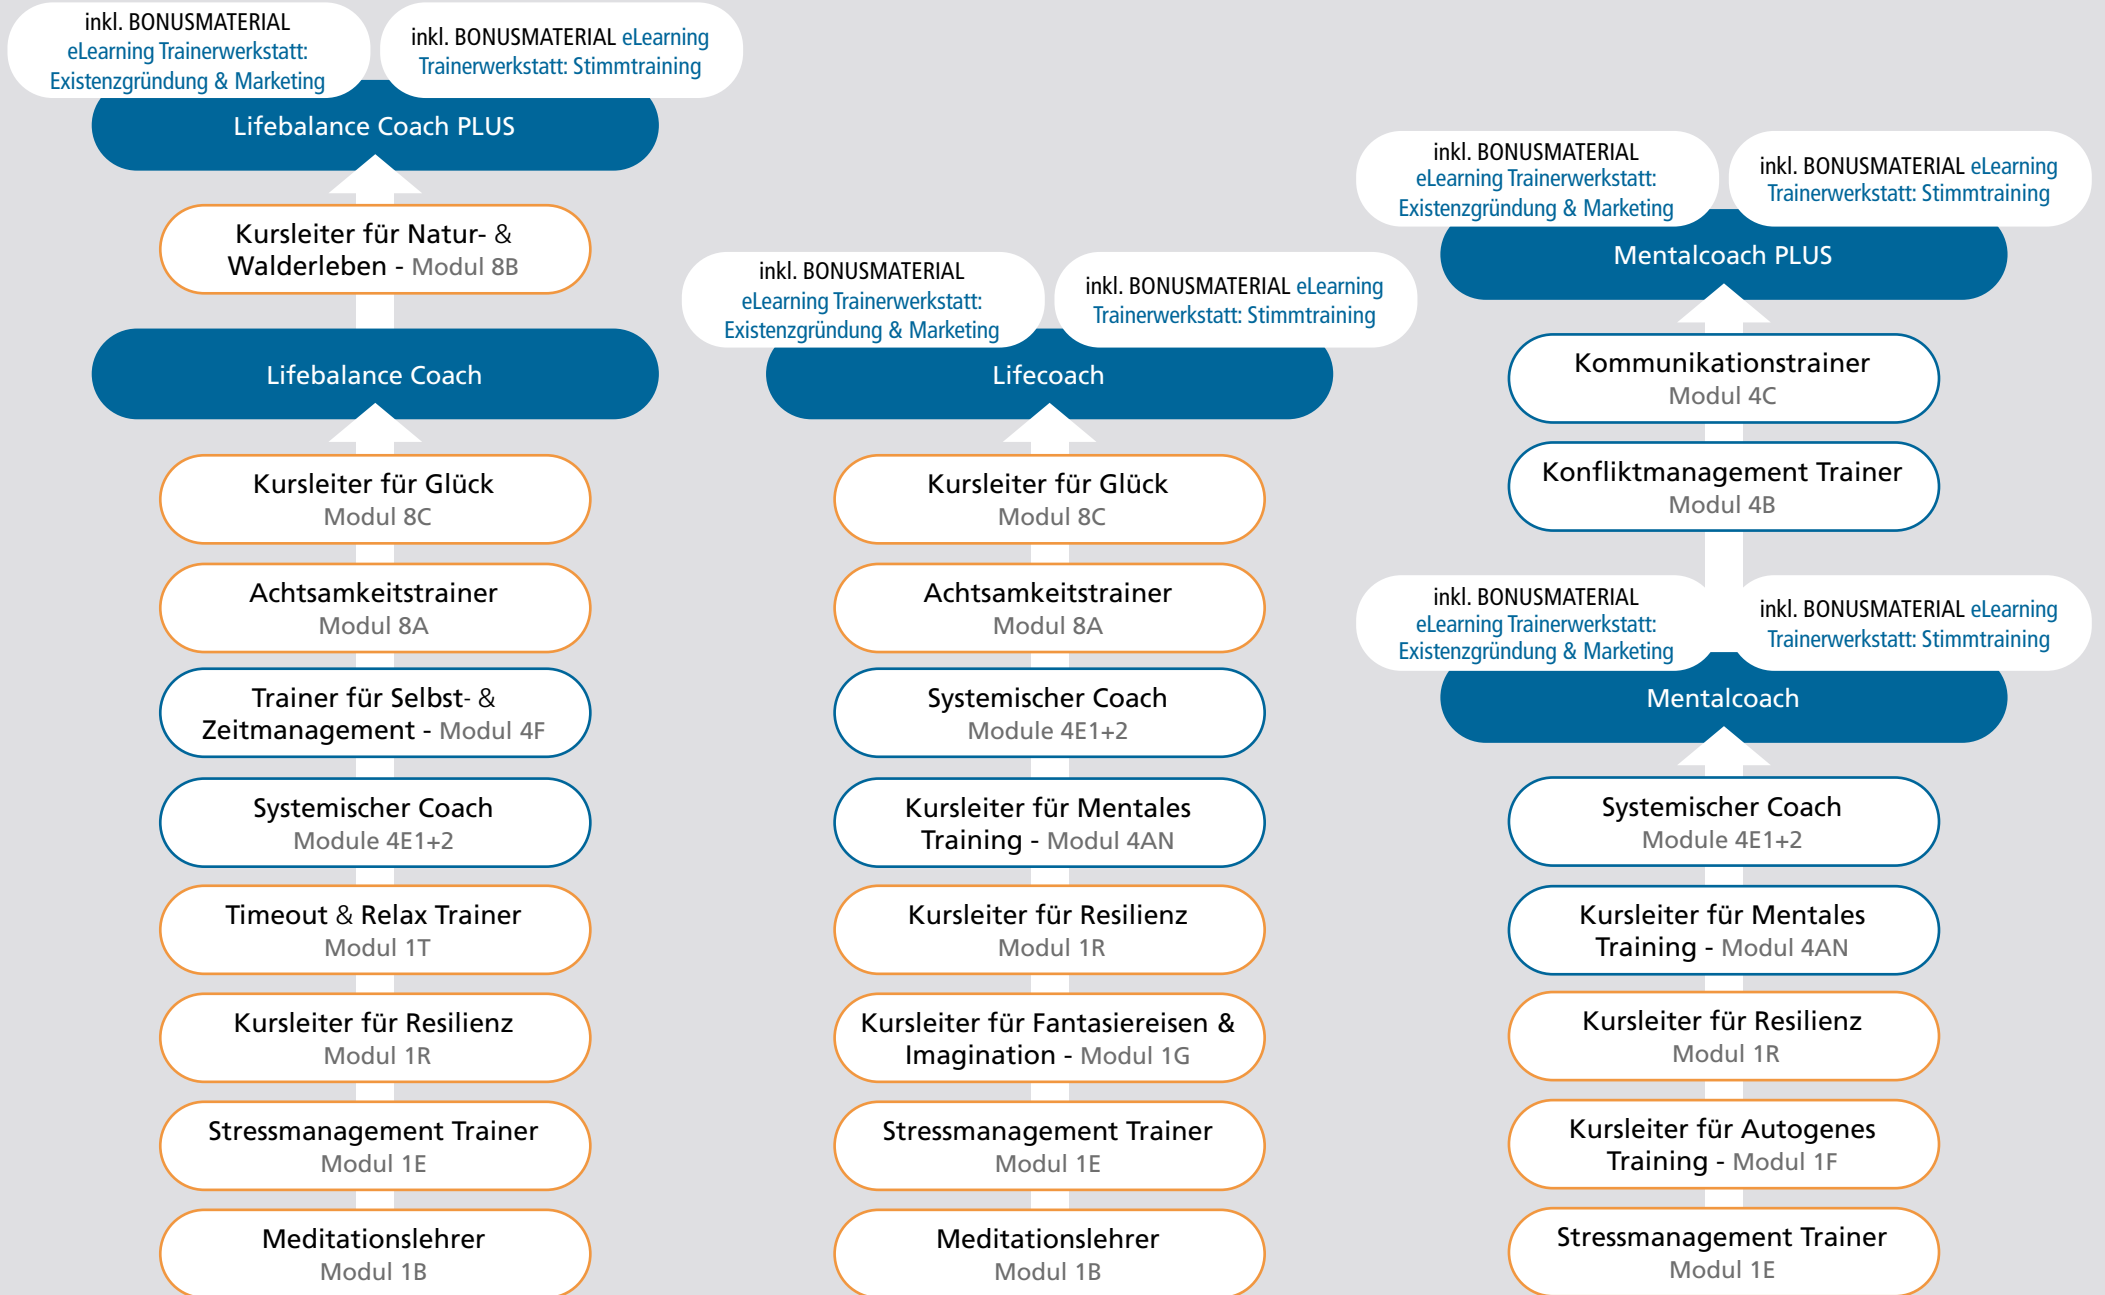 inkl. BONUSMATERIAL
eLearning Trainerwerkstatt:
Existenzgründung & Marketing
inkl. BONUSMATERIAL eLearning
Trainerwerkstatt: Stimmtraining
Lifebalance Coach PLUS
Kursleiter für Natur- &
Walderleben - Modul 8B
Lifebalance Coach
Kursleiter für Glück
Modul 8C
Achtsamkeitstrainer
Modul 8A
Trainer für Selbst- &
Zeitmanagement - Modul 4F
Systemischer Coach
Module 4E1+2
Timeout & Relax Trainer
Modul 1T
Kursleiter für Resilienz
Modul 1R
Stressmanagement Trainer
Modul 1E
Meditationslehrer
Modul 1B
inkl. BONUSMATERIAL
eLearning Trainerwerkstatt:
Existenzgründung & Marketing
inkl. BONUSMATERIAL eLearning
Trainerwerkstatt: Stimmtraining
Lifecoach
Kursleiter für Glück
Modul 8C
Achtsamkeitstrainer
Modul 8A
Systemischer Coach
Module 4E1+2
Kursleiter für Mentales
Training - Modul 4AN
Kursleiter für Resilienz
Modul 1R
Kursleiter für Fantasiereisen &
Imagination - Modul 1G
Stressmanagement Trainer
Modul 1E
Meditationslehrer
Modul 1B
inkl. BONUSMATERIAL
eLearning Trainerwerkstatt:
Existenzgründung & Marketing
inkl. BONUSMATERIAL eLearning
Trainerwerkstatt: Stimmtraining
Mentalcoach PLUS
Kommunikationstrainer
Modul 4C
Konfliktmanagement Trainer
Modul 4B
inkl. BONUSMATERIAL
eLearning Trainerwerkstatt:
Existenzgründung & Marketing
inkl. BONUSMATERIAL eLearning
Trainerwerkstatt: Stimmtraining
Mentalcoach
Systemischer Coach
Module 4E1+2
Kursleiter für Mentales
Training - Modul 4AN
Kursleiter für Resilienz
Modul 1R
Kursleiter für Autogenes
Training - Modul 1F
Stressmanagement Trainer
Modul 1E